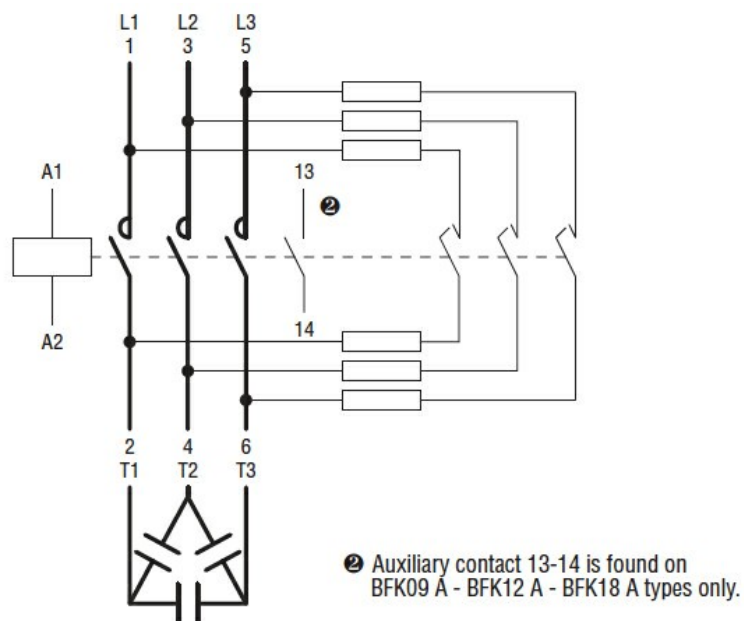 L1 L2 L3
1 3 5
A1
13
❷
14
A2
2 4 6
T1 T2 T3
❷ Auxiliary contact 13-14 is found on
BFK09 A - BFK12 A - BFK18 A types only.